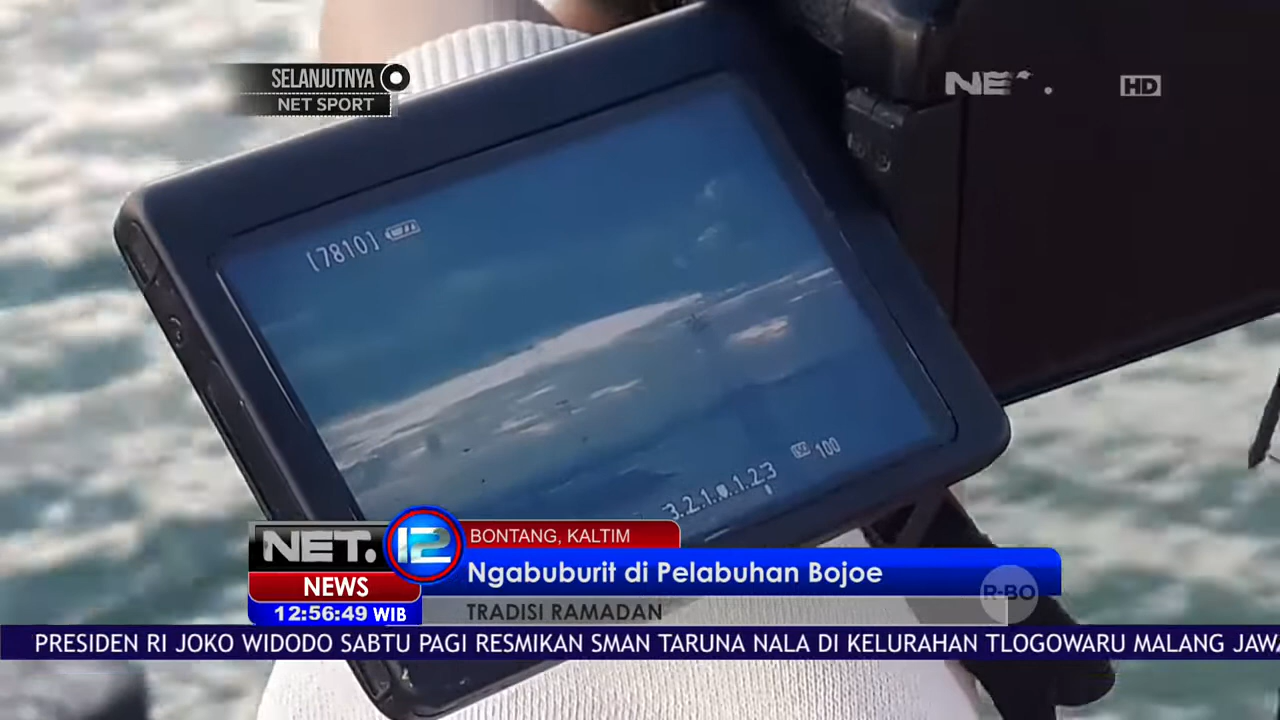 SELANJUTNYA
NET SPORT
HD
[7810]
3.2.1.0.1.2.3
ISO 100
NET. 12
BONTANG, KALTIM
Ngabuburit di Pelabuhan Bojoe
NEWS
R-BO
12:56:49 WIB
TRADISI RAMADAN
PRESIDEN RI JOKO WIDODO SABTU PAGI RESMIKAN SMAN TARUNA NALA DI KELURAHAN TLOGOWARU MALANG JAWA